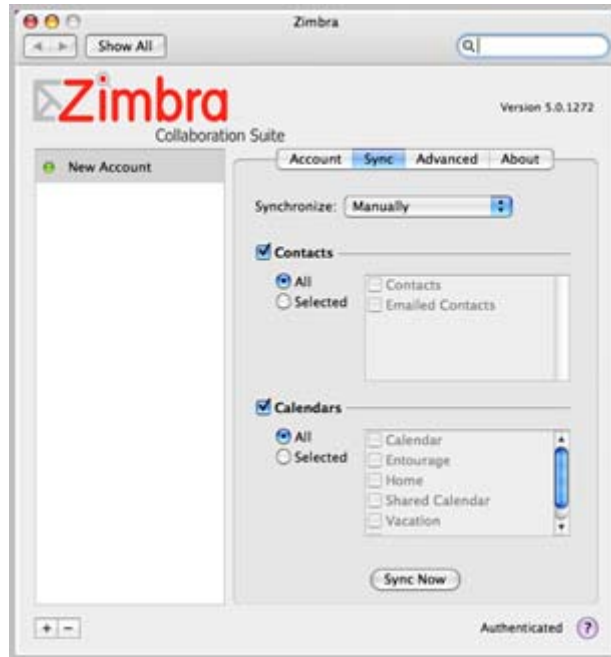 Zimbra
Show All
Zimbra
Version 5.0.1272
Collaboration Suite
New Account
Account Sync Advanced About
Synchronize: Manually
Contacts
All
Selected
Contacts
Emailed Contacts
Calendars
All
Selected
Calendar
Entourage
Home
Shared Calendar
Vacation
Sync Now
+ -
Authenticated ?